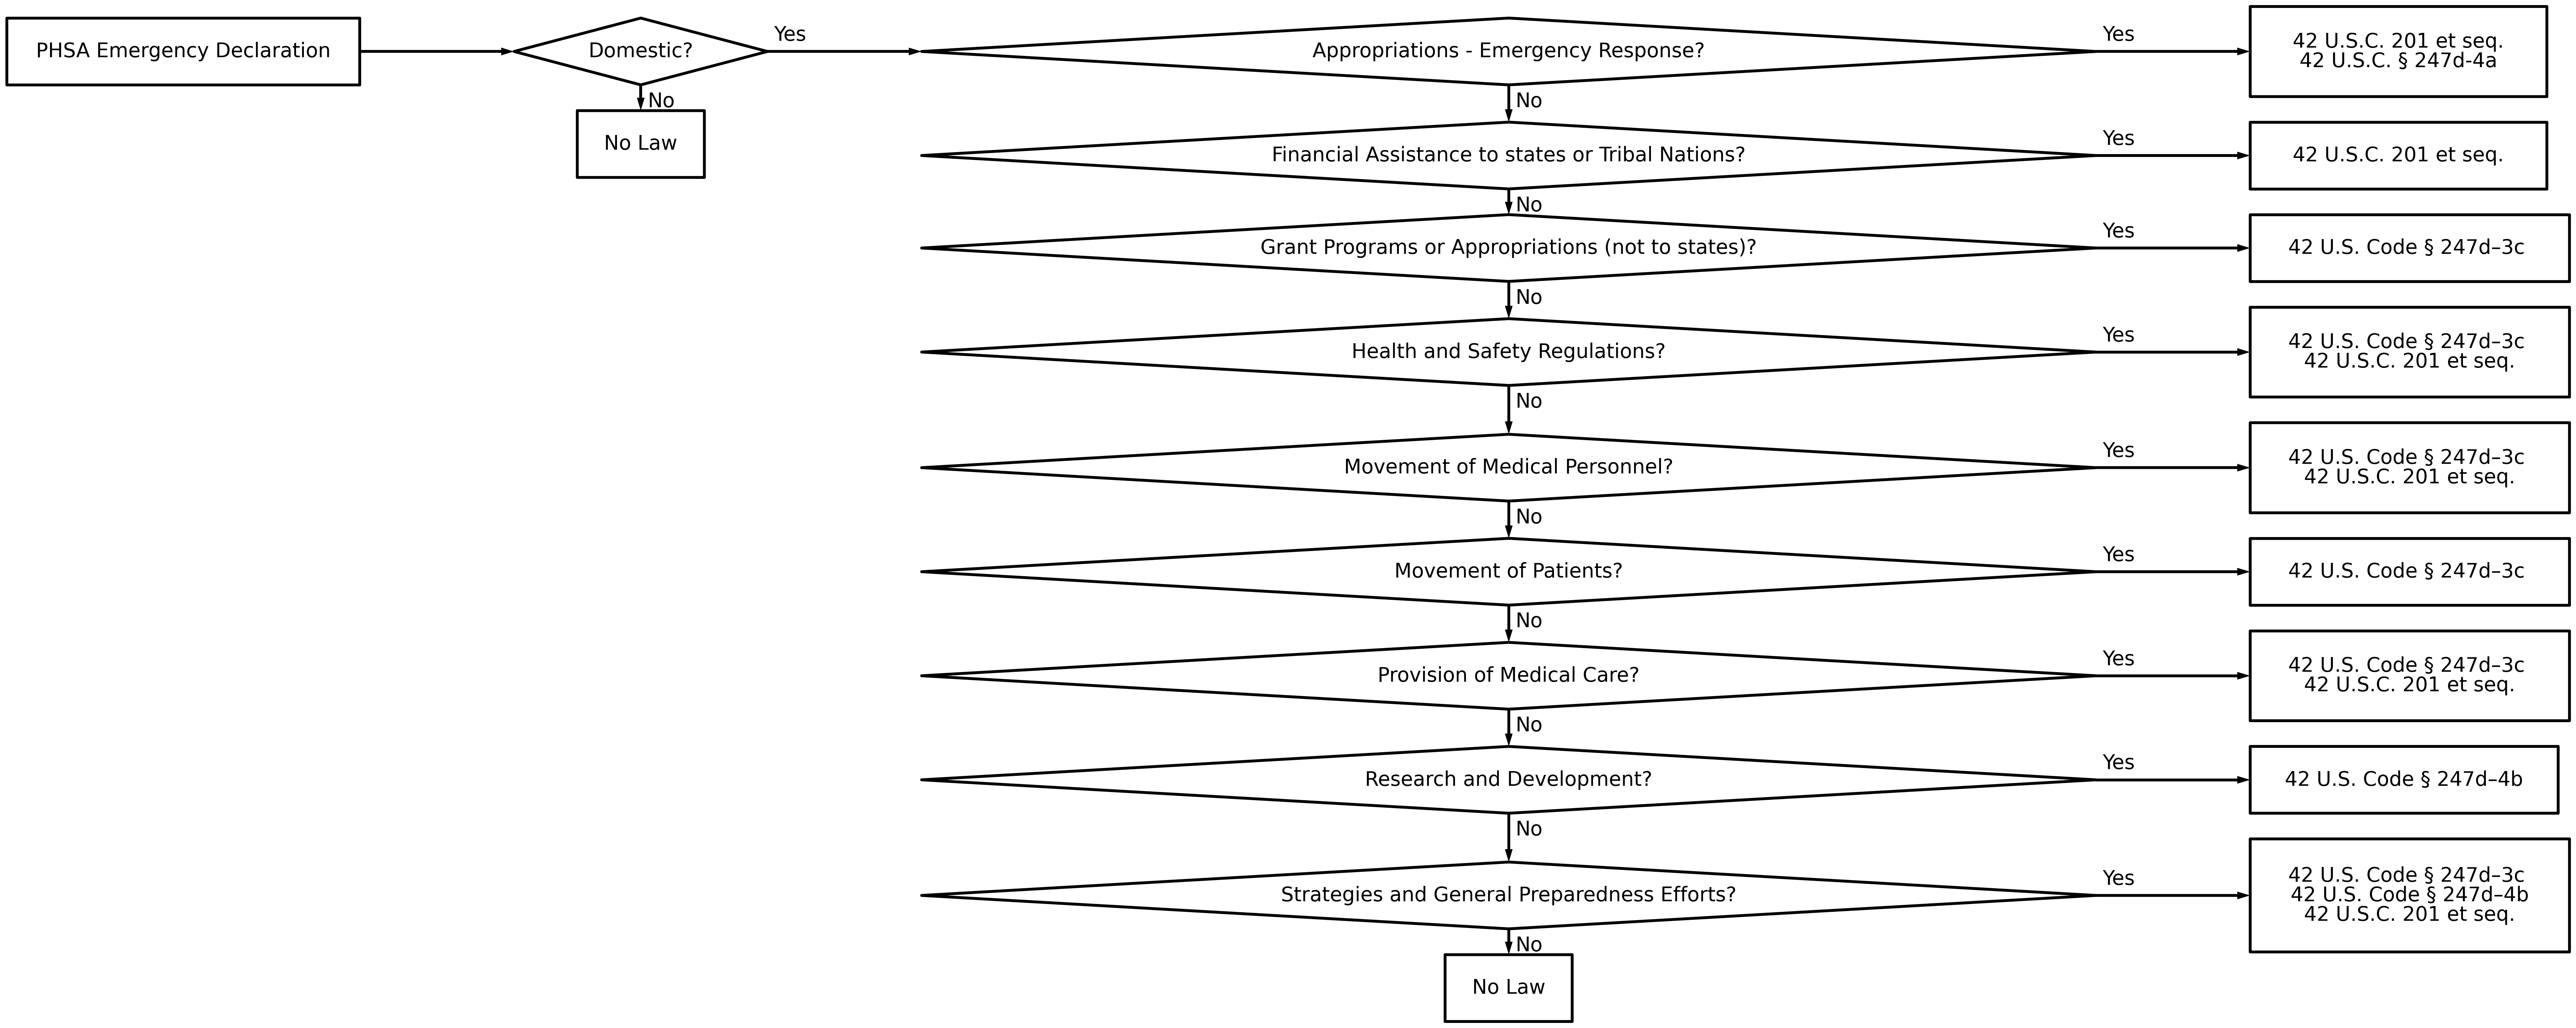 PHSA Emergency Declaration
Domestic?
Yes
No
No Law
Appropriations - Emergency Response?
Yes
42 U.S.C. 201 et seq.
42 U.S.C. § 247d-4a
No
Financial Assistance to states or Tribal Nations?
Yes
42 U.S.C. 201 et seq.
No
Grant Programs or Appropriations (not to states)?
Yes
42 U.S. Code § 247d–3c
No
Health and Safety Regulations?
Yes
42 U.S. Code § 247d–3c
42 U.S.C. 201 et seq.
No
Movement of Medical Personnel?
Yes
42 U.S. Code § 247d–3c
42 U.S.C. 201 et seq.
No
Movement of Patients?
Yes
42 U.S. Code § 247d–3c
No
Provision of Medical Care?
Yes
42 U.S. Code § 247d–3c
42 U.S.C. 201 et seq.
No
Research and Development?
Yes
42 U.S. Code § 247d–4b
No
Strategies and General Preparedness Efforts?
Yes
42 U.S. Code § 247d–3c
42 U.S. Code § 247d–4b
42 U.S.C. 201 et seq.
No
No Law